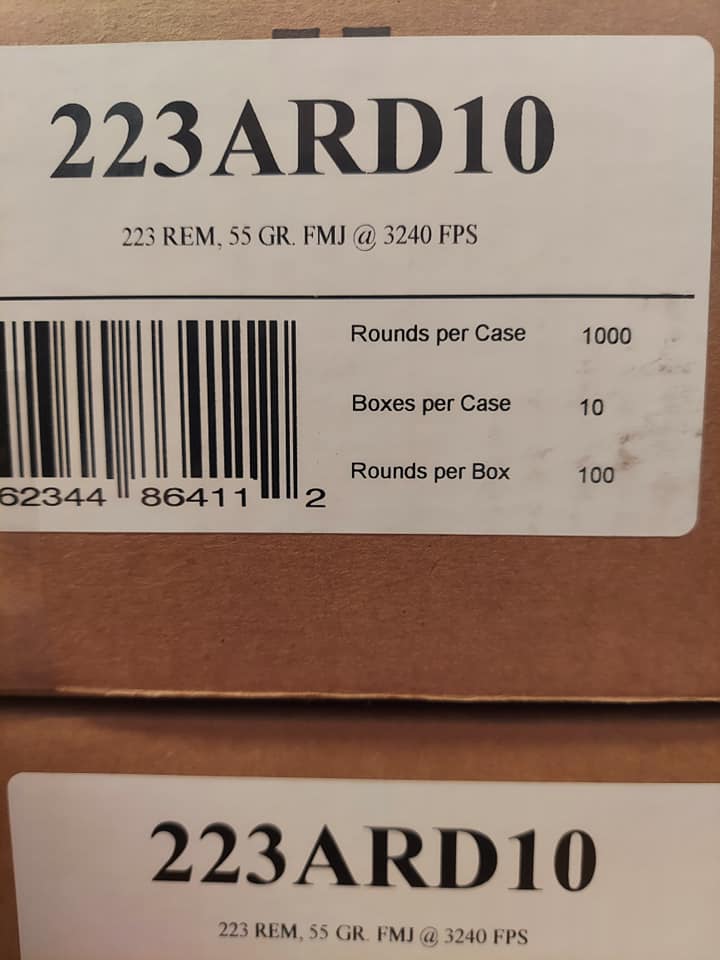 223ARD10
223 REM, 55 GR. FMJ @ 3240 FPS
Rounds per Case 1000
Boxes per Case 10
Rounds per Box 100
62344 86411 2
223ARD10
223 REM, 55 GR. FMJ @ 3240 FPS